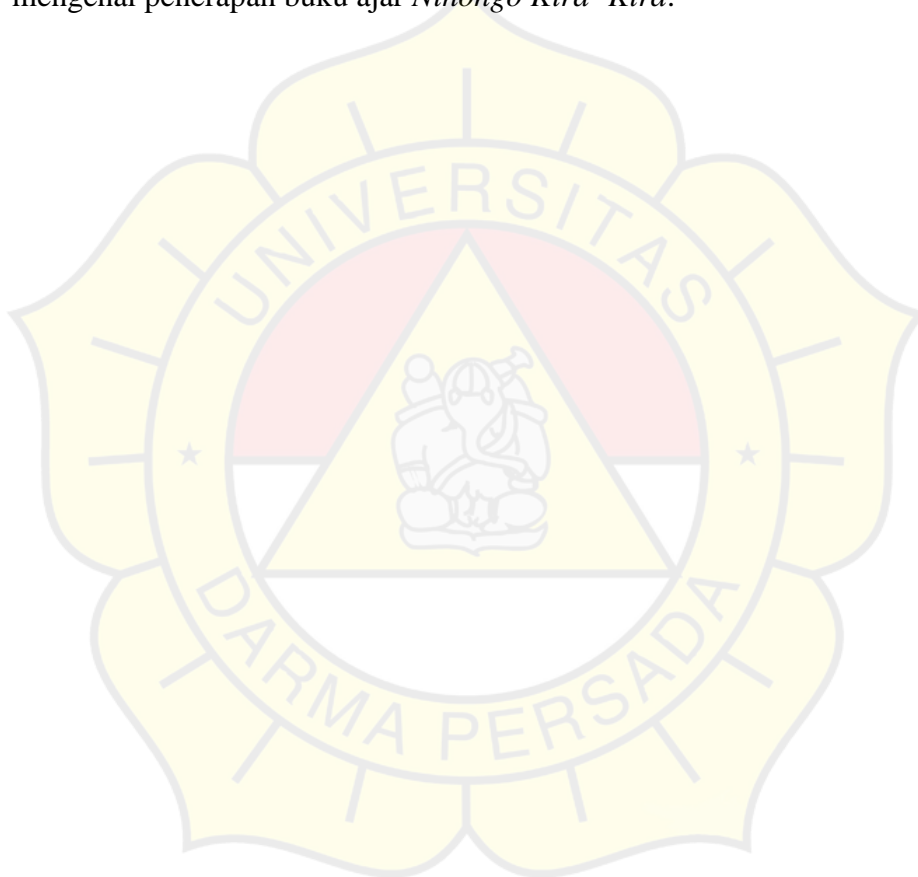 mengenai penerapan buku ajar Nihongo Kira- Kira.
UNIVERSITAS
DARMA PERSADA